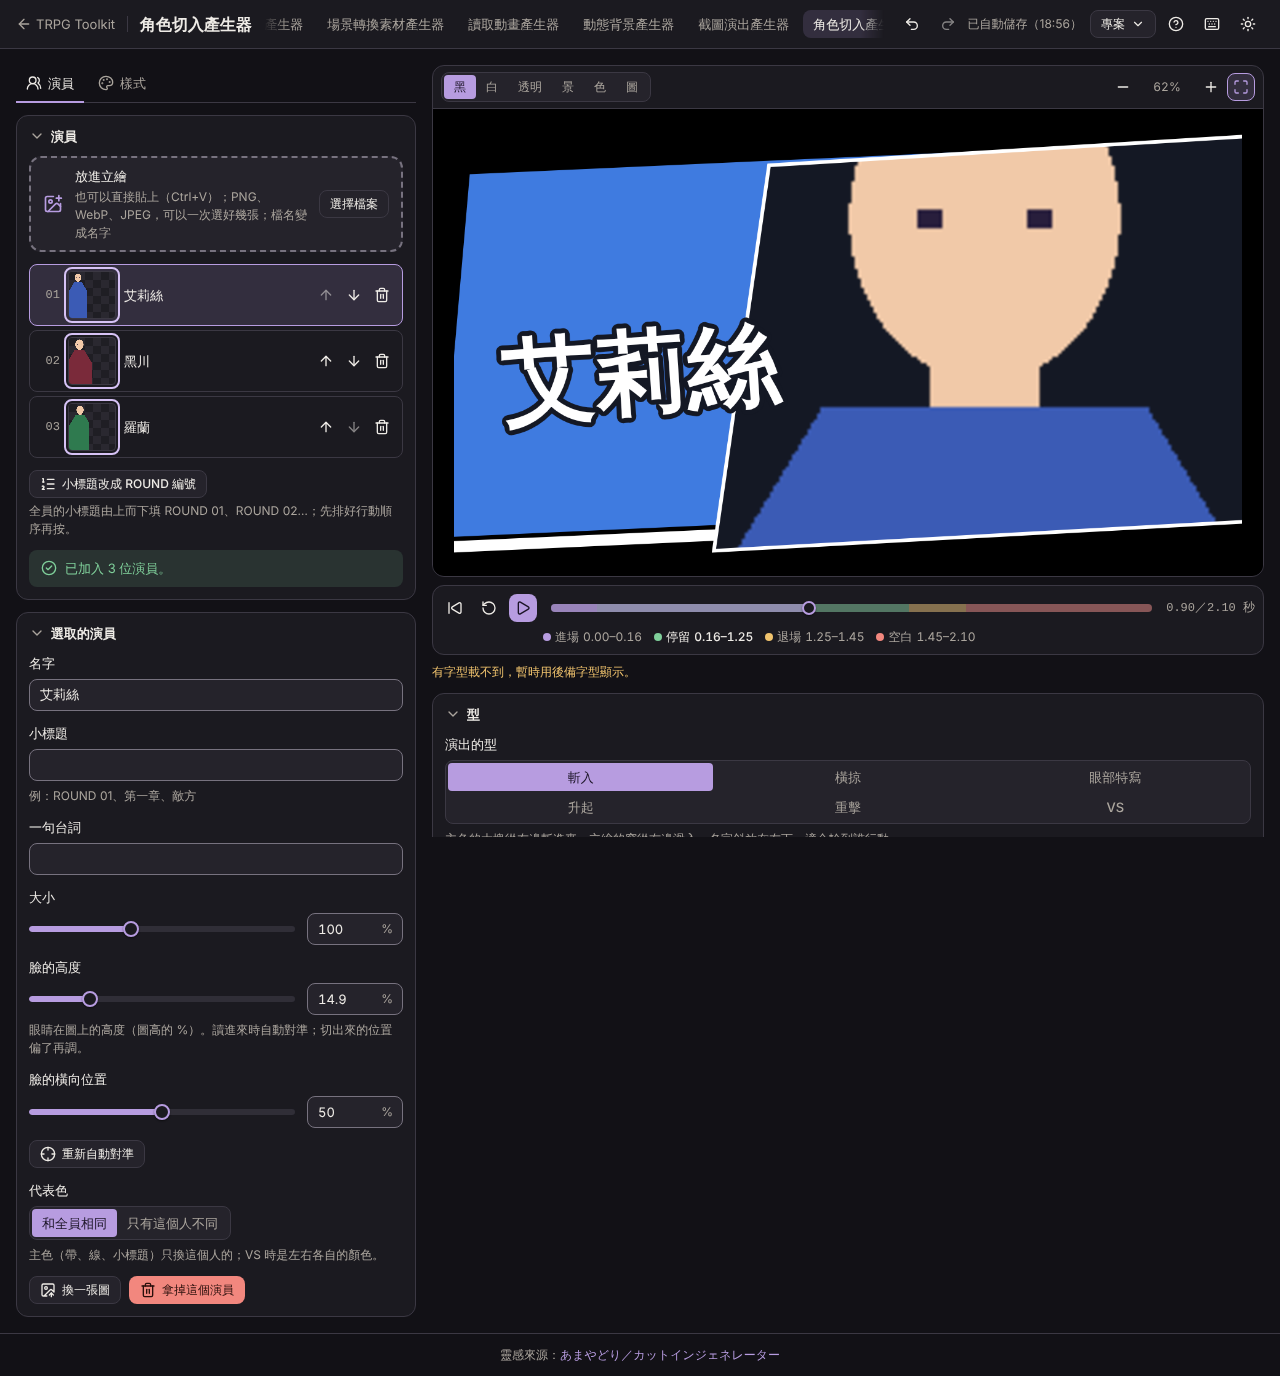 TRPG Toolkit
角色切入產生器
產生器
場景轉換素材產生器
讀取動畫產生器
動態背景產生器
截圖演出產生器
角色切入產
已自動儲存（18:56）
專案
演員
樣式
演員
放進立繪
也可以直接貼上（Ctrl+V）；PNG、
WebP、JPEG，可以一次選好幾張；檔名變
成名字
選擇檔案
01
艾莉絲
02
黑川
03
羅蘭
小標題改成 ROUND 編號
全員的小標題由上而下填 ROUND 01、ROUND 02…；先排好行動順
序再按。
已加入 3 位演員。
選取的演員
名字
艾莉絲
小標題
例：ROUND 01、第一章、敵方
一句台詞
大小
100 %
臉的高度
14.9 %
眼睛在圖上的高度（圖高的 %）。讀進來時自動對準；切出來的位置
偏了再調。
臉的橫向位置
50 %
重新自動對準
代表色
和全員相同
只有這個人不同
主色（帶、線、小標題）只換這個人的；VS 時是左右各自的顏色。
換一張圖
拿掉這個演員
黑
白
透明
景
色
圖
62%
艾莉絲
0.90／2.10 秒
進場 0.00–0.16
停留 0.16–1.25
退場 1.25–1.45
空白 1.45–2.10
有字型載不到，暫時用後備字型顯示。
型
演出的型
斬入
橫掠
眼部特寫
升起
重擊
VS
靈感來源：あまやどり／カットインジェネレーター